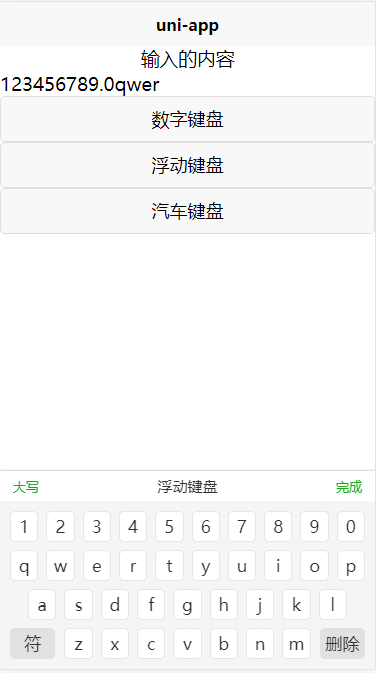 uni-app
输入的内容
123456789.0qwer
数字键盘
浮动键盘
汽车键盘
大写 浮动键盘 完成
1 2 3 4 5 6 7 8 9 0
q w e r t y u i o p
a s d f g h j k l
符 z x c v b n m 删除